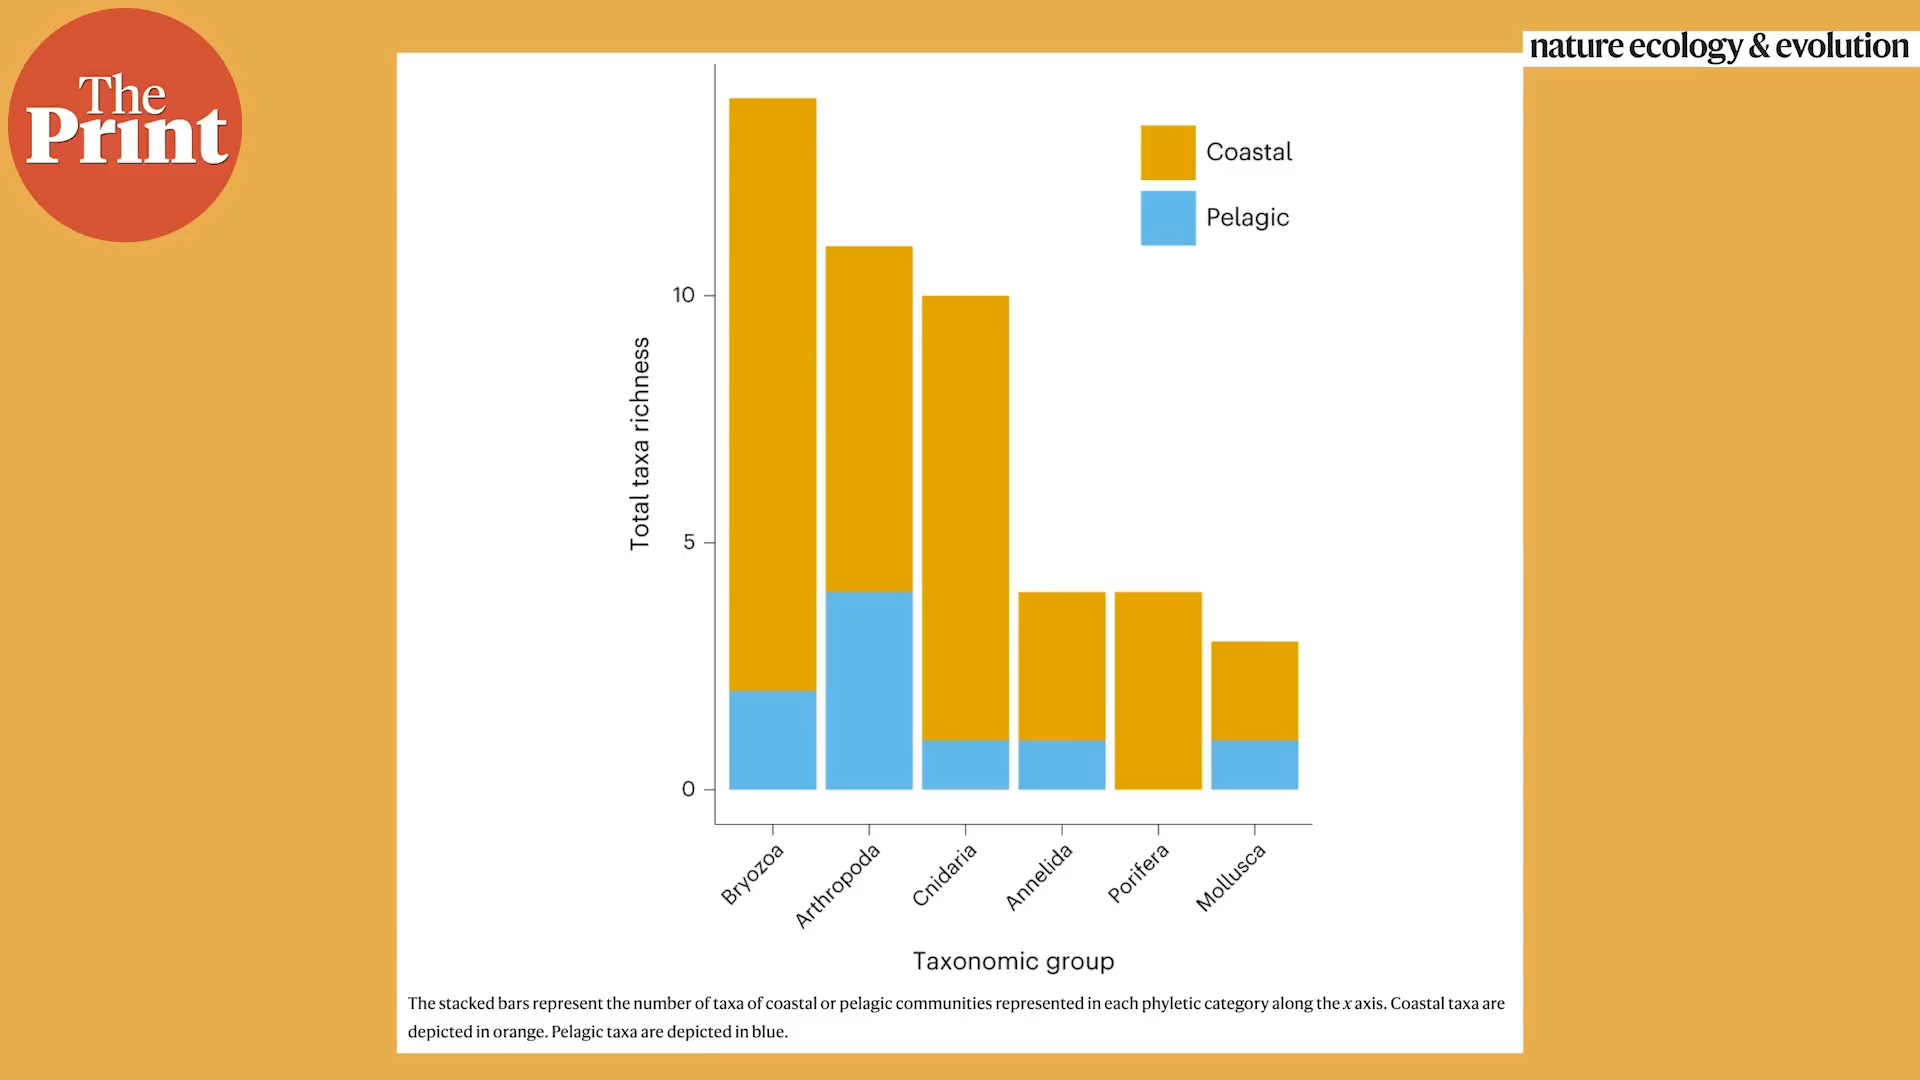 The
Print
nature ecology & evolution
Coastal
Pelagic
10
5
0
Total taxa richness
Bryozoa
Arthropoda
Cnidaria
Annelida
Porifera
Mollusca
Taxonomic group
The stacked bars represent the number of taxa of coastal or pelagic communities represented in each phyletic category along the x axis. Coastal taxa are
depicted in orange. Pelagic taxa are depicted in blue.